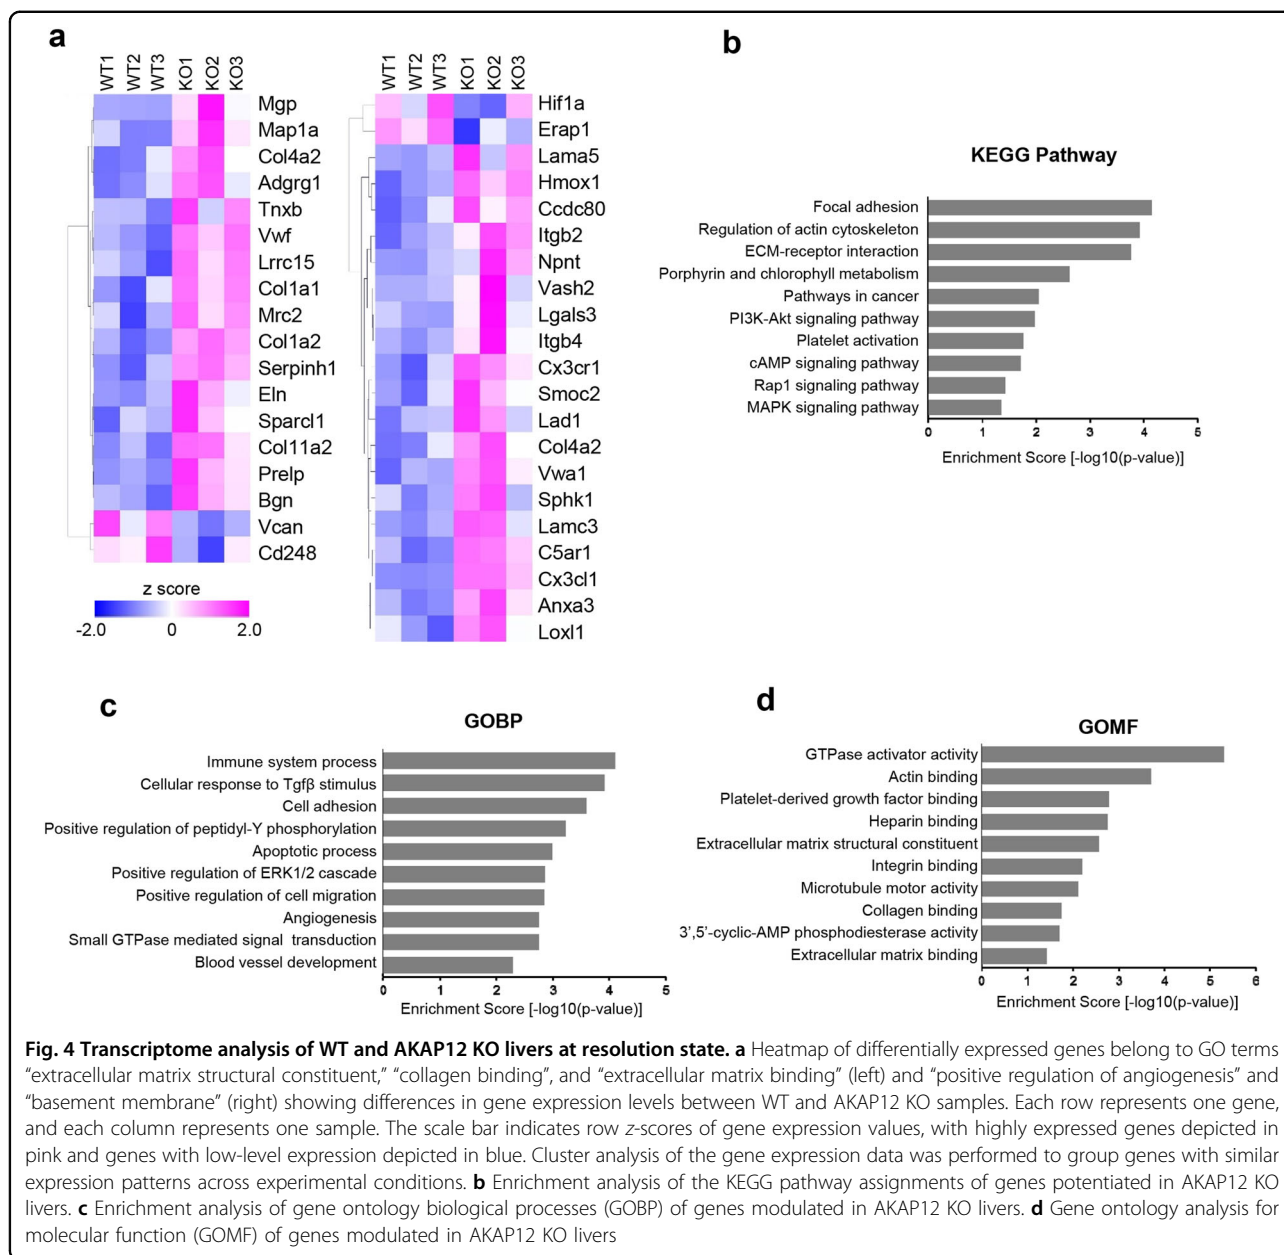 a
WT1
WT2
WT3
KO1
KO2
KO3
Mgp
Map1a
Col4a2
Adgrg1
Tnxb
Vwf
Lrrc15
Col1a1
Mrc2
Col1a2
Serpinh1
Eln
Sparcl1
Col11a2
Prelp
Bgn
Vcan
Cd248
z score
-2.0 0 2.0
WT1
WT2
WT3
KO1
KO2
KO3
Hif1a
Erap1
Lama5
Hmox1
Ccdc80
Itgb2
Npnt
Vash2
Lgals3
Itgb4
Cx3cr1
Smoc2
Lad1
Col4a2
Vwa1
Sphk1
Lamc3
C5ar1
Cx3cl1
Anxa3
Loxl1
b
KEGG Pathway
Focal adhesion
Regulation of actin cytoskeleton
ECM-receptor interaction
Porphyrin and chlorophyll metabolism
Pathways in cancer
PI3K-Akt signaling pathway
Platelet activation
cAMP signaling pathway
Rap1 signaling pathway
MAPK signaling pathway
0 1 2 3 4 5
Enrichment Score [-log10(p-value)]
c
GOBP
Immune system process
Cellular response to Tgfβ stimulus
Cell adhesion
Positive regulation of peptidyl-Y phosphorylation
Apoptotic process
Positive regulation of ERK1/2 cascade
Positive regulation of cell migration
Angiogenesis
Small GTPase mediated signal transduction
Blood vessel development
0 1 2 3 4 5
Enrichment Score [-log10(p-value)]
d
GOMF
GTPase activator activity
Actin binding
Platelet-derived growth factor binding
Heparin binding
Extracellular matrix structural constituent
Integrin binding
Microtubule motor activity
Collagen binding
3',5'-cyclic-AMP phosphodiesterase activity
Extracellular matrix binding
0 1 2 3 4 5 6
Enrichment Score [-log10(p-value)]
Fig. 4 Transcriptome analysis of WT and AKAP12 KO livers at resolution state. a Heatmap of differentially expressed genes belong to GO terms
“extracellular matrix structural constituent,” “collagen binding”, and “extracellular matrix binding” (left) and “positive regulation of angiogenesis” and
“basement membrane” (right) showing differences in gene expression levels between WT and AKAP12 KO samples. Each row represents one gene,
and each column represents one sample. The scale bar indicates row z-scores of gene expression values, with highly expressed genes depicted in
pink and genes with low-level expression depicted in blue. Cluster analysis of the gene expression data was performed to group genes with similar
expression patterns across experimental conditions. b Enrichment analysis of the KEGG pathway assignments of genes potentiated in AKAP12 KO
livers. c Enrichment analysis of gene ontology biological processes (GOBP) of genes modulated in AKAP12 KO livers. d Gene ontology analysis for
molecular function (GOMF) of genes modulated in AKAP12 KO livers